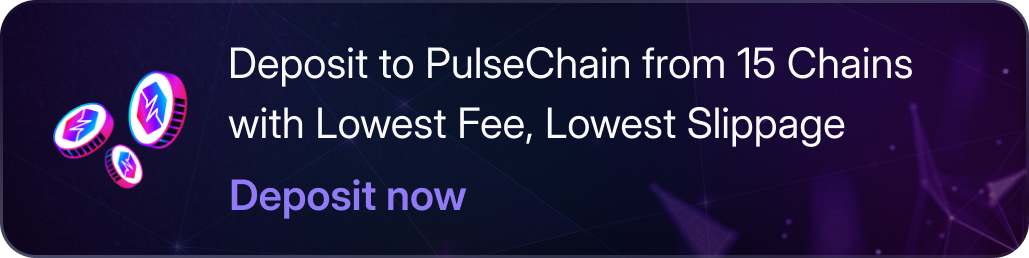 Deposit to PulseChain from 15 Chains
with Lowest Fee, Lowest Slippage
Deposit now